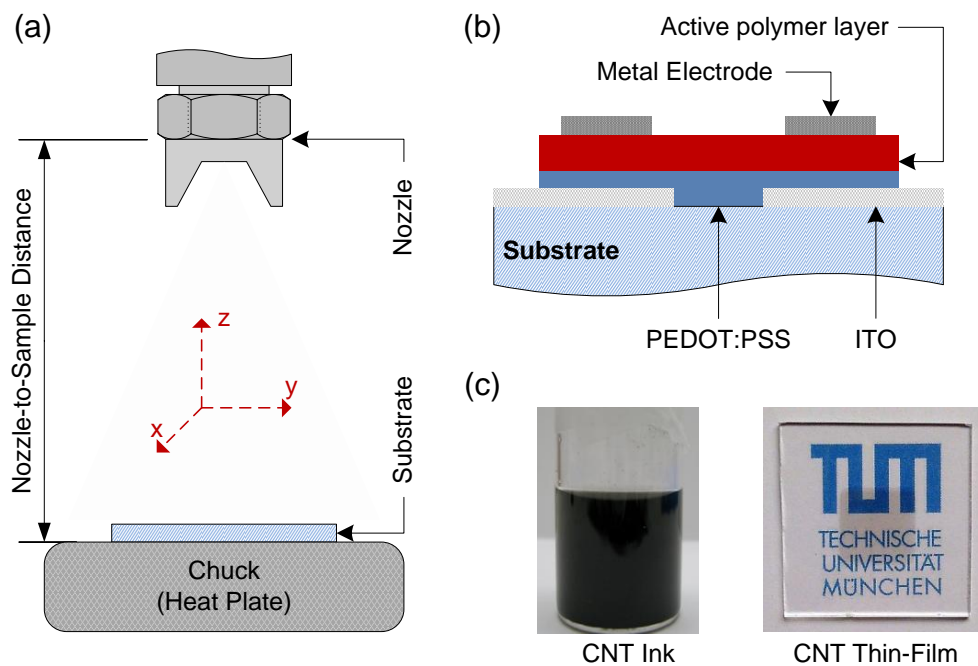 (a)
Nozzle-to-Sample Distance
Nozzle
z
y
x
Substrate
Chuck
(Heat Plate)
(b)
Active polymer layer
Metal Electrode
Substrate
PEDOT:PSS
ITO
(c)
TUM
TECHNISCHE
UNIVERSITÄT
MÜNCHEN
CNT Ink
CNT Thin-Film